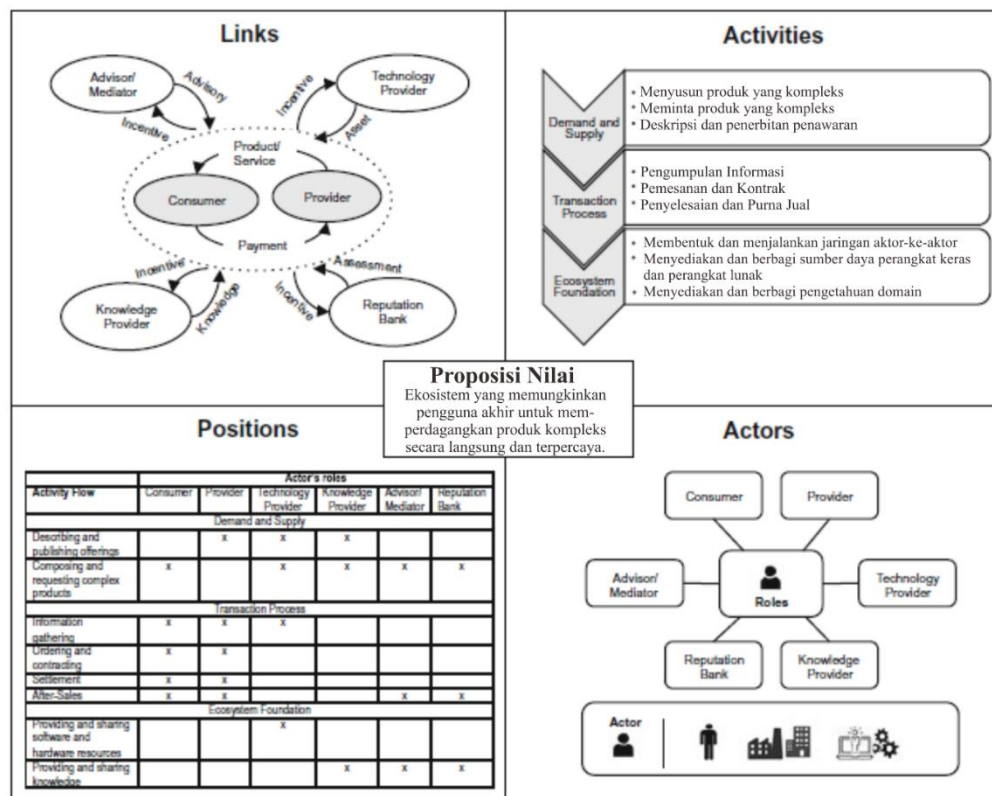 Links
Advisor/
Mediator
Advisory
Incentive
Incentive
Technology
Provider
Asset
Product/
Service
Consumer
Provider
Payment
Incentive
Knowledge
Knowledge
Provider
Assessment
Incentive
Reputation
Bank
Activities
Demand and
Supply
• Menyusun produk yang kompleks
• Meminta produk yang kompleks
• Deskripsi dan penerbitan penawaran
Transaction
Process
• Pengumpulan Informasi
• Pemesanan dan Kontrak
• Penyelesaian dan Purna Jual
Ecosystem
Foundation
• Membentuk dan menjalankan jaringan aktor-ke-aktor
• Menyediakan dan berbagi sumber daya perangkat keras
dan perangkat lunak
• Menyediakan dan berbagi pengetahuan domain
Proposisi Nilai
Ekosistem yang memungkinkan
pengguna akhir untuk mem-
perdagangkan produk kompleks
secara langsung dan terpercaya.
Positions
Actor's roles
Activity Flow Consumer Provider Technology Provider Knowledge Provider Advisor/ Mediator Reputation Bank
Demand and Supply
Describing and
publishing offerings x x x
Composing and
requesting complex
products x x x x x
Transaction Process
Information
gathering x x x
Ordering and
contracting x x
Settlement x x
After-Sales x x x x
Ecosystem Foundation
Providing and sharing
software and
hardware resources x
Providing and sharing
knowledge x x x
Actors
Consumer
Provider
Advisor/
Mediator
Roles
Technology
Provider
Reputation
Bank
Knowledge
Provider
Actor